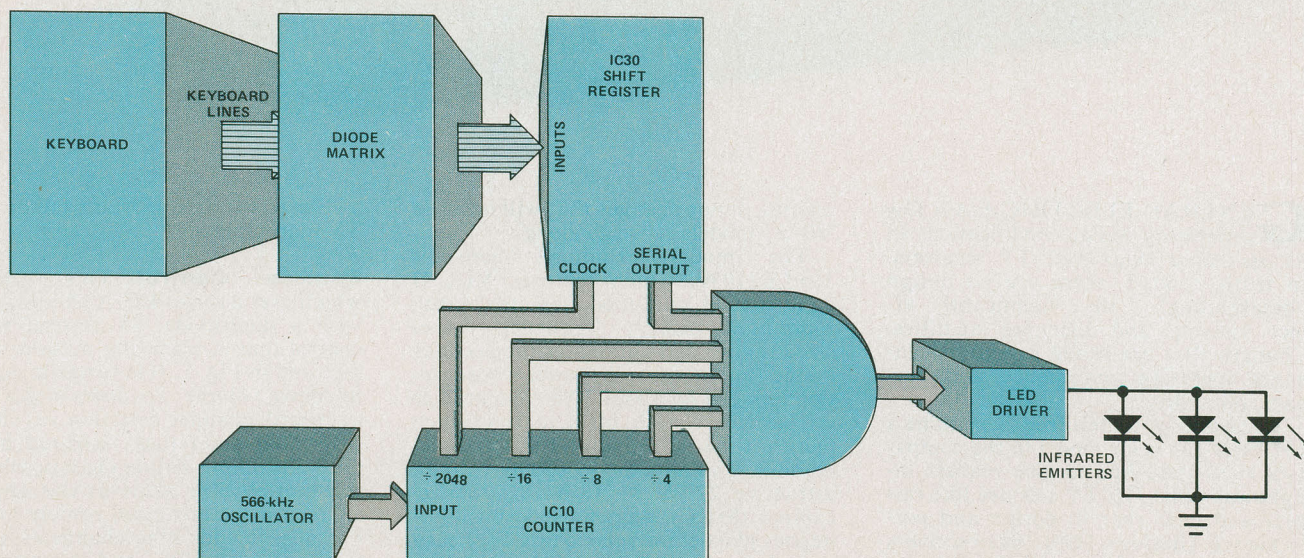 KEYBOARD
KEYBOARD
LINES
DIODE
MATRIX
IC30
SHIFT
REGISTER
INPUTS
CLOCK
SERIAL
OUTPUT
566-kHz
OSCILLATOR
÷ 2048
÷16
÷ 8
÷ 4
INPUT
IC10
COUNTER
LED
DRIVER
INFRARED
EMITTERS